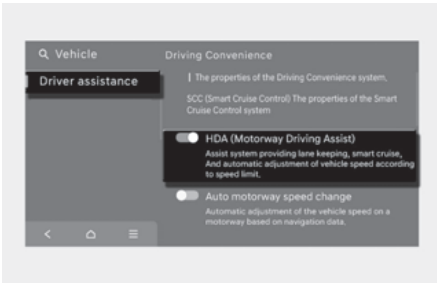 Vehicle
Driving Convenience
Driver assistance
The properties of the Driving Convenience system.
SCC (Smart Cruise Control) The properties of the Smart
Cruise Control system
HDA (Motorway Driving Assist)
Assist system providing lane keeping, smart cruise,
And automatic adjustment of vehicle speed according
to speed limit.
Auto motorway speed change
Automatic adjustment of the vehicle speed on a
motorway based on navigation data.